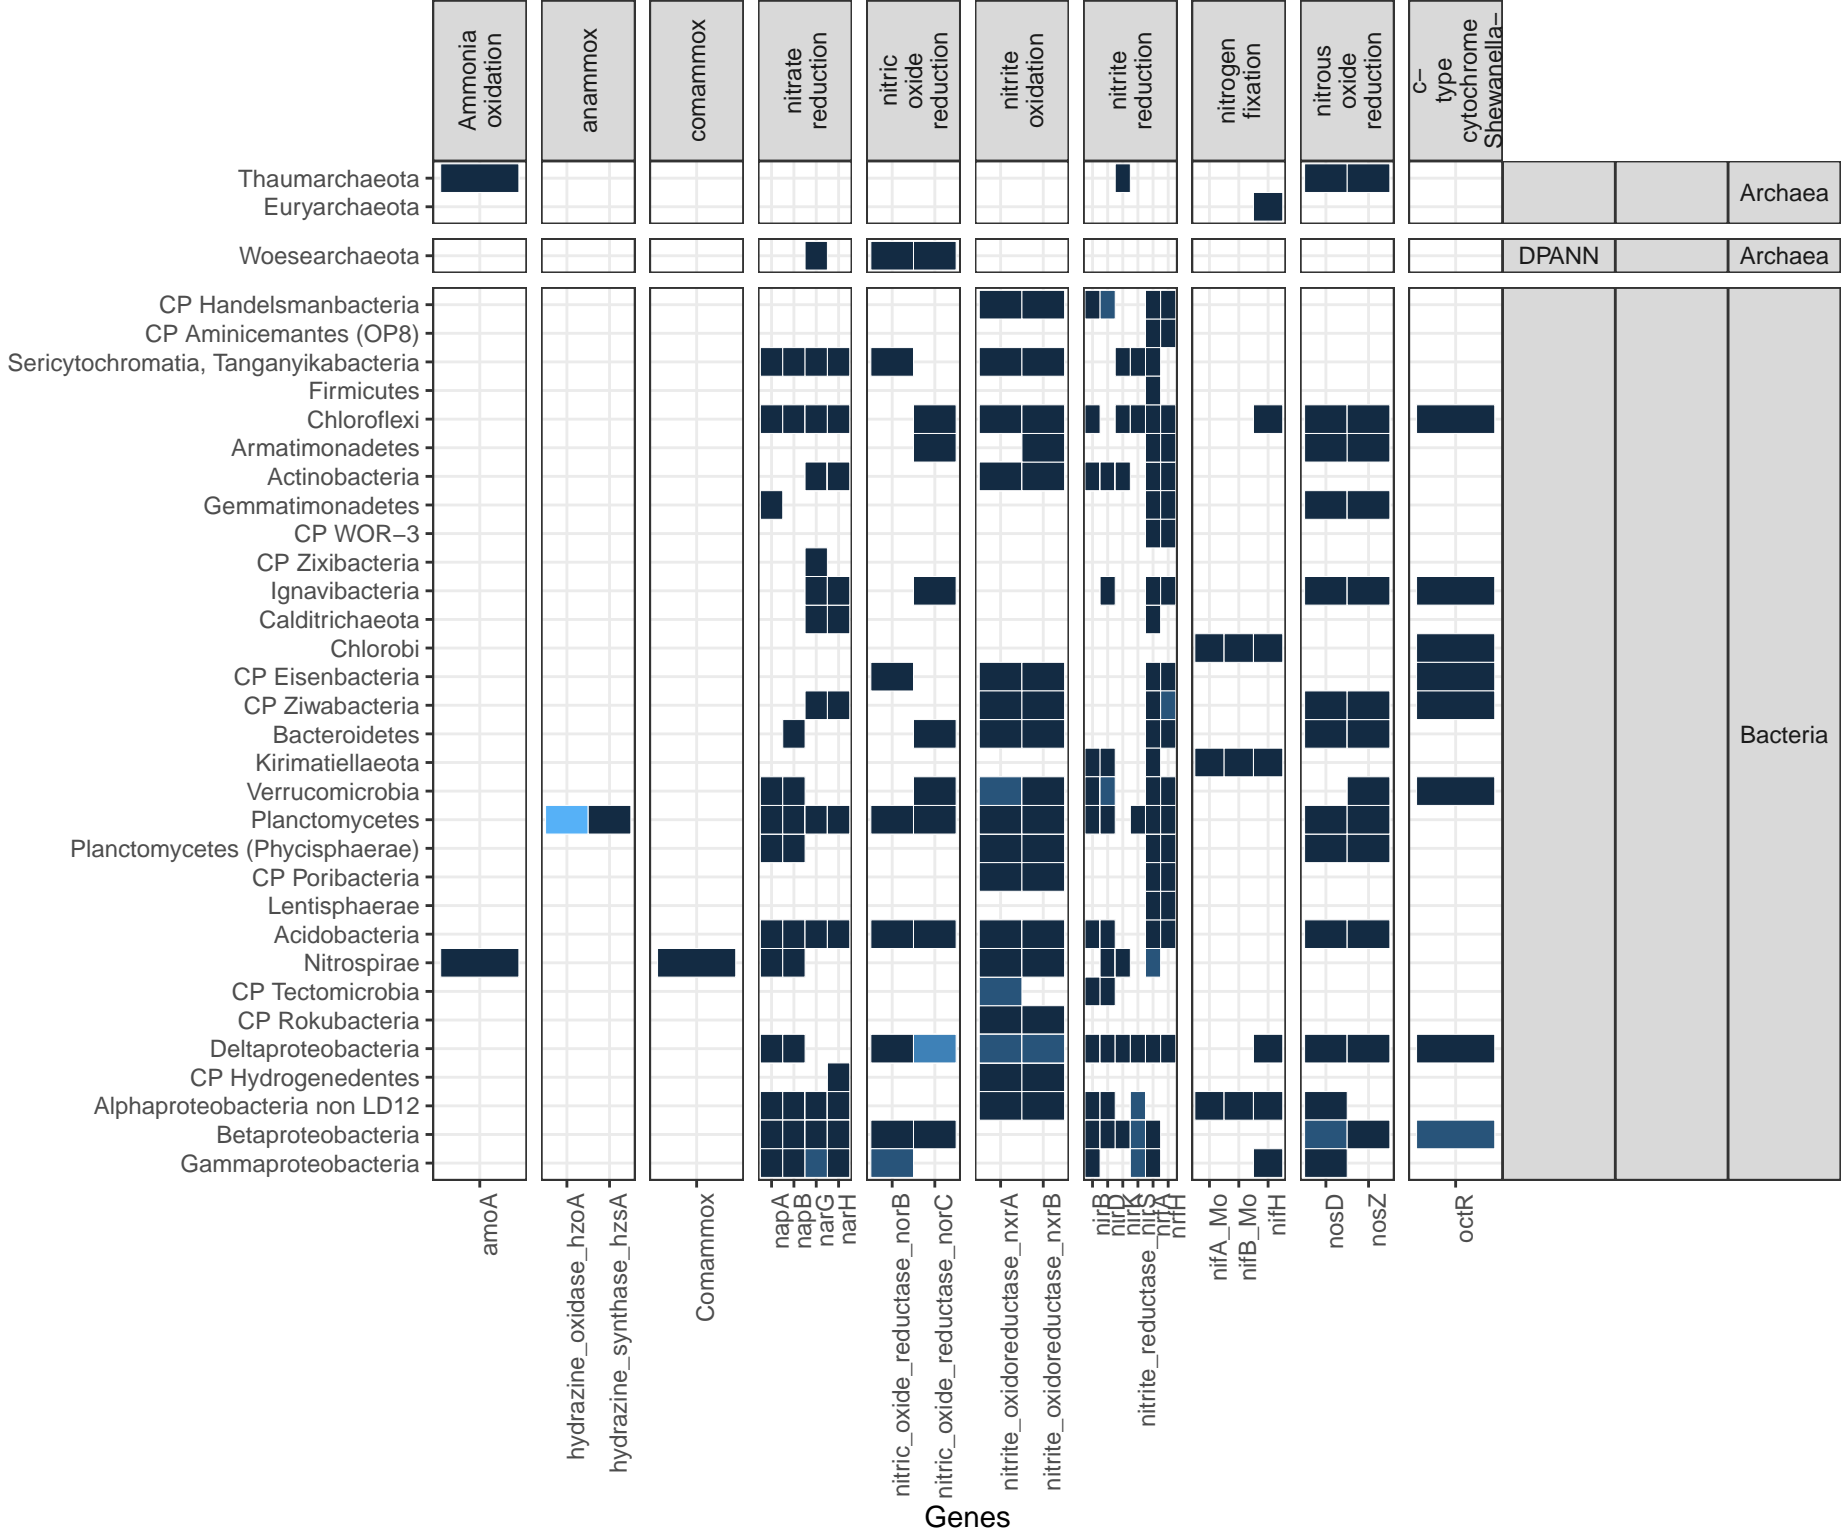 Ammonia
oxidation
anammox
comammox
nitrate
reduction
nitric
oxide
reduction
nitrite
oxidation
nitrite
reduction
nitrogen
fixation
nitrous
oxide
reduction
c−
type
cytochrome
Shewanella−
Thaumarchaeota
Euryarchaeota
Archaea
Woesearchaeota
DPANN
Archaea
CP Handelsmanbacteria
CP Aminicemantes (OP8)
Sericytochromatia, Tanganyikabacteria
Firmicutes
Chloroflexi
Armatimonadetes
Actinobacteria
Gemmatimonadetes
CP WOR−3
CP Zixibacteria
Ignavibacteria
Calditrichaeota
Chlorobi
CP Eisenbacteria
CP Ziwabacteria
Bacteroidetes
Kirimatiellaeota
Verrucomicrobia
Planctomycetes
Planctomycetes (Phycisphaerae)
CP Poribacteria
Lentisphaerae
Acidobacteria
Nitrospirae
CP Tectomicrobia
CP Rokubacteria
Deltaproteobacteria
CP Hydrogenedentes
Alphaproteobacteria non LD12
Betaproteobacteria
Gammaproteobacteria
Bacteria
amoA
hydrazine_oxidase_hzoA
hydrazine_synthase_hzsA
Comammox
napA
napB
narG
narH
nitric_oxide_reductase_norB
nitric_oxide_reductase_norC
nitrite_oxidoreductase_nxrA
nitrite_oxidoreductase_nxrB
nirB
nirD
nirK
nitrite_reductase_nirS
nrfA
nrfH
nifA_Mo
nifB_Mo
nifH
nosD
nosZ
octR
Genes